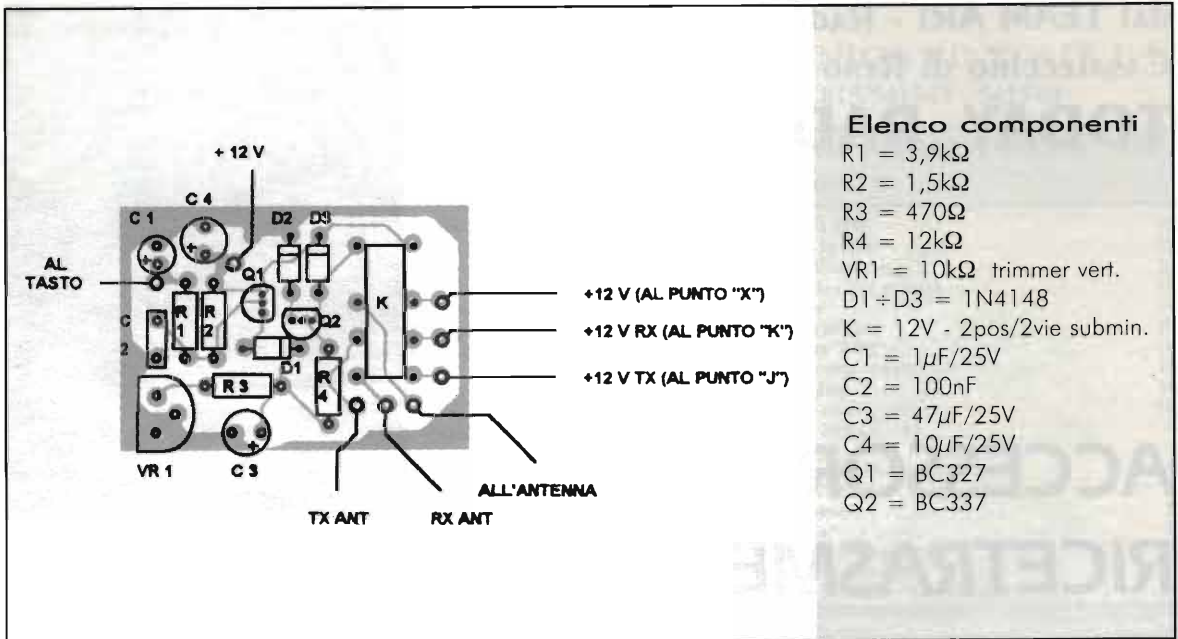 + 12 V
C 4
C 1
D2
D3
AL
TASTO
Q1
K
+12 V (AL PUNTO "X")
C
2
R
1
R
2
Q2
+12 V RX (AL PUNTO "K")
D1
+12 V TX (AL PUNTO "J")
R 3
R
4
VR 1
C 3
ALL'ANTENNA
TX ANT
RX ANT
Elenco componenti
R1 = 3,9kΩ
R2 = 1,5kΩ
R3 = 470Ω
R4 = 12kΩ
VR1 = 10kΩ trimmer vert.
D1÷D3 = 1N4148
K = 12V - 2pos/2vie submin.
C1 = 1μF/25V
C2 = 100nF
C3 = 47μF/25V
C4 = 10μF/25V
Q1 = BC327
Q2 = BC337